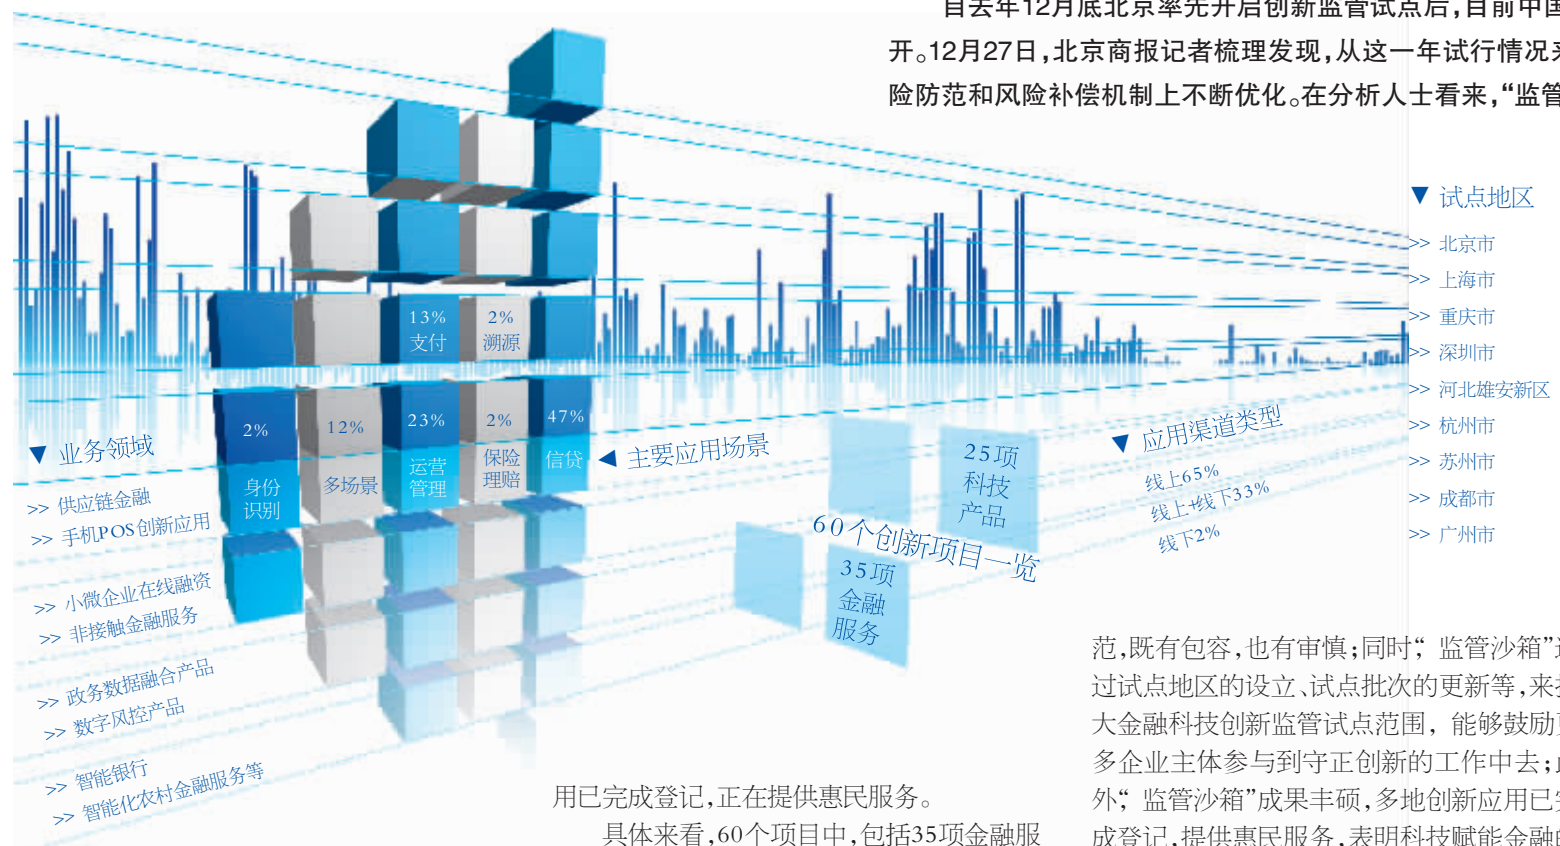 自去年12月底北京率先开启创新监管试点后，目前中国
开。12月27日，北京商报记者梳理发现，从这一年试行情况来
险防范和风险补偿机制上不断优化。在分析人士看来，“监管
▼ 试点地区
>> 北京市
>> 上海市
>> 重庆市
>> 深圳市
>> 河北雄安新区
>> 杭州市
>> 苏州市
>> 成都市
>> 广州市
13%
支付
2%
溯源
2%
身份
识别
12%
多场景
23%
运营
管理
2%
保险
理赔
47%
信贷
◀ 主要应用场景
▼ 业务领域
>> 供应链金融
>> 手机POS创新应用
>> 小微企业在线融资
>> 非接触金融服务
>> 政务数据融合产品
>> 数字风控产品
>> 智能银行
>> 智能化农村金融服务等
25项
科技
产品
60个创新项目一览
35项
金融
服务
▼ 应用渠道类型
线上65%
线上+线下33%
线下2%
用已完成登记，正在提供惠民服务。
具体来看，60个项目中，包括35项金融服
范，既有包容，也有审慎；同时，“监管沙箱”
过试点地区的设立、试点批次的更新等，来
大金融科技创新监管试点范围，能够鼓励
多企业主体参与到守正创新的工作中去；
外，“监管沙箱”成果丰硕，多地创新应用已
成登记，提供惠民服务，表明科技赋能金融